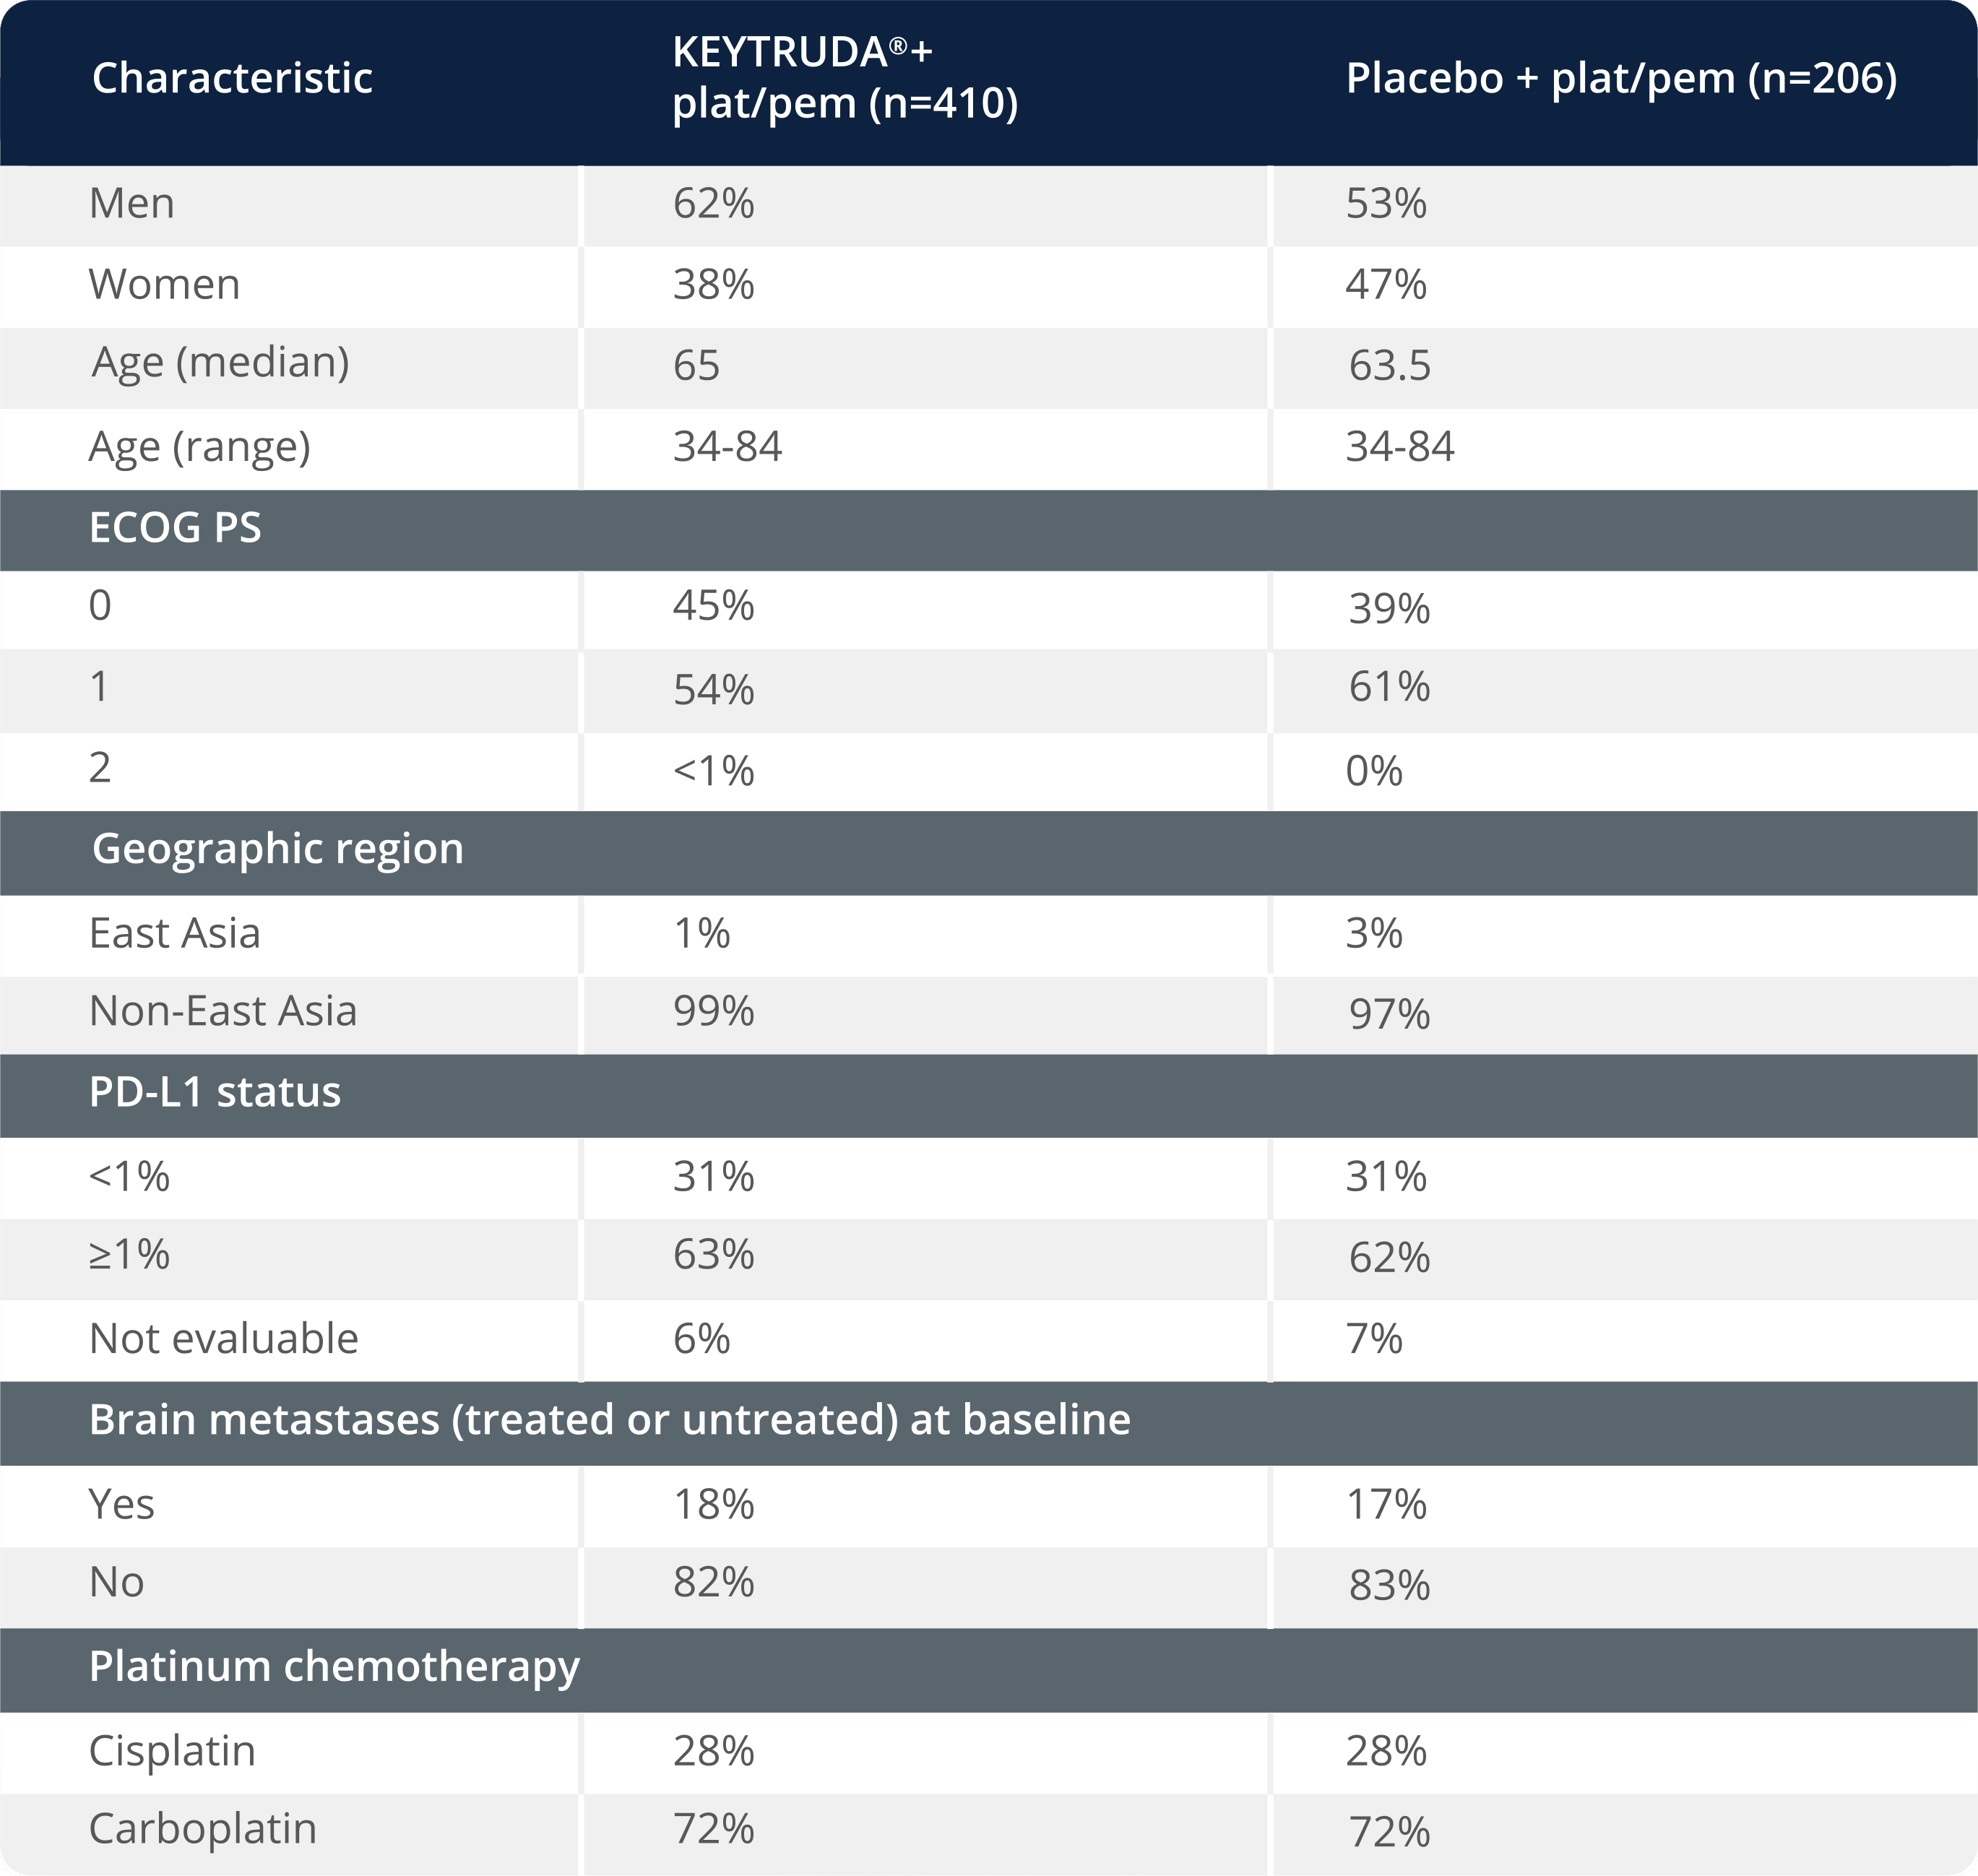 Characteristic
KEYTRUDA®+
plat/pem (n=410)
Placebo + plat/pem (n=206)
Men 62% 53%
Women 38% 47%
Age (median) 65 63.5
Age (range) 34-84 34-84
ECOG PS
0 45% 39%
1 54% 61%
2 <1% 0%
Geographic region
East Asia 1% 3%
Non-East Asia 99% 97%
PD-L1 status
<1% 31% 31%
≥1% 63% 62%
Not evaluable 6% 7%
Brain metastases (treated or untreated) at baseline
Yes 18% 17%
No 82% 83%
Platinum chemotherapy
Cisplatin 28% 28%
Carboplatin 72% 72%